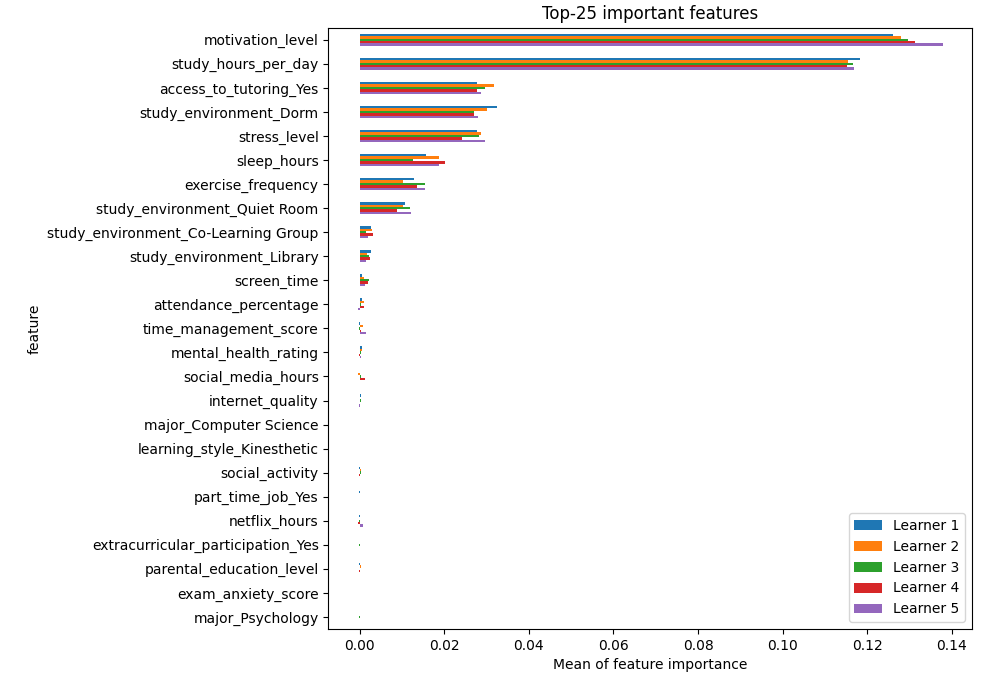 Top-25 important features
motivation_level
study_hours_per_day
access_to_tutoring_Yes
study_environment_Dorm
stress_level
sleep_hours
exercise_frequency
study_environment_Quiet Room
study_environment_Co-Learning Group
study_environment_Library
screen_time
attendance_percentage
time_management_score
mental_health_rating
social_media_hours
internet_quality
major_Computer Science
learning_style_Kinesthetic
social_activity
part_time_job_Yes
netflix_hours
extracurricular_participation_Yes
parental_education_level
exam_anxiety_score
major_Psychology
feature
Learner 1
Learner 2
Learner 3
Learner 4
Learner 5
0.00 0.02 0.04 0.06 0.08 0.10 0.12 0.14
Mean of feature importance